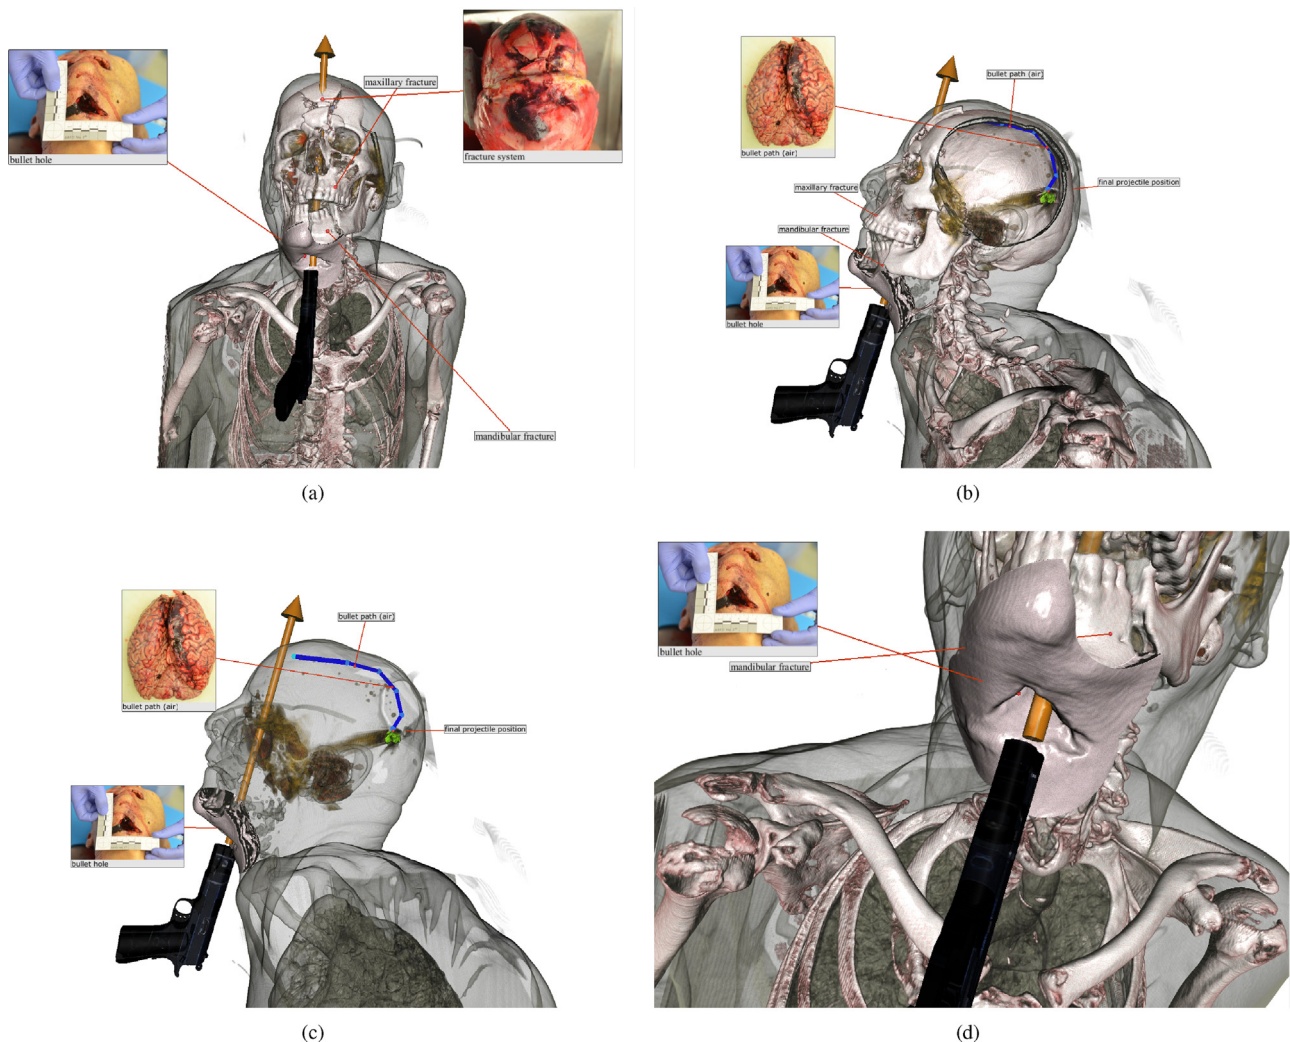 maxillary fracture
bullet hole
fracture system
mandibular fracture
(a)
bullet path (air)
bullet path (air)
final projectile position
maxillary fracture
mandibular fracture
bullet hole
(b)
bullet path (air)
bullet path (air)
final projectile position
bullet hole
(c)
bullet hole
mandibular fracture
(d)